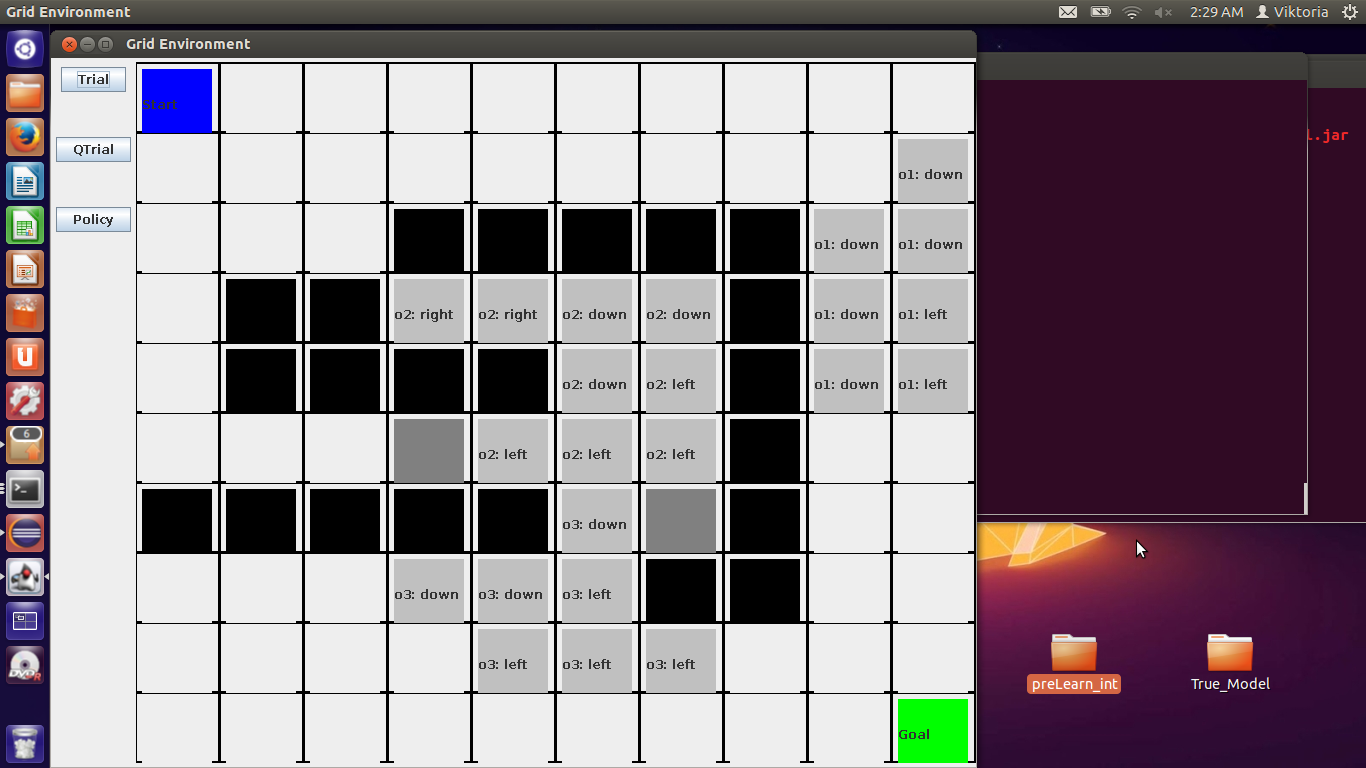 Grid Environment
2:29 AM Viktoria
Grid Environment
Trial
Start
QTrial
o1: down
Policy
o1: down o1: down
o2: right o2: right o2: down o2: down o1: down o1: left
o2: down o2: left o1: down o1: left
o2: left o2: left o2: left
o3: down
o3: down o3: down o3: left
o3: left o3: left o3: left
Goal
1.jar
6
preLearn_int
True_Model